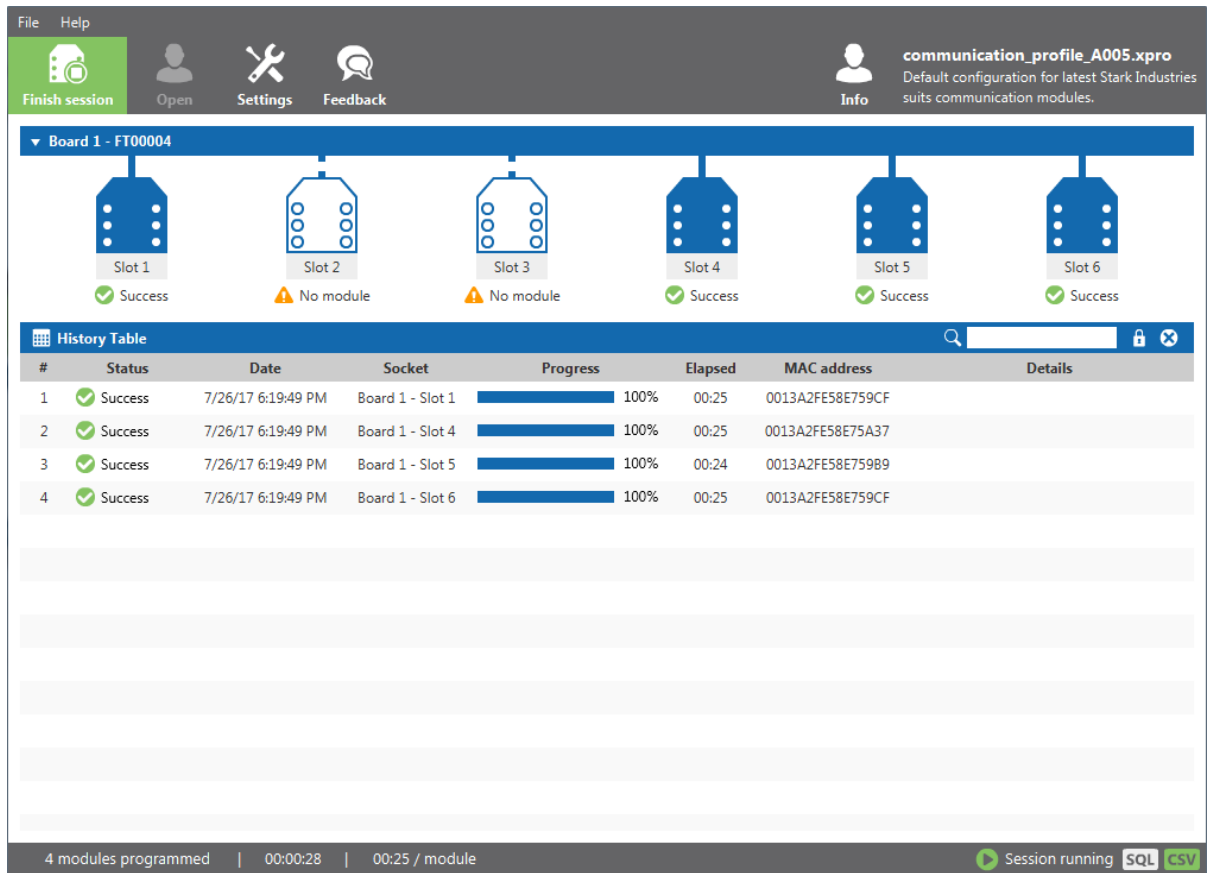 File Help
Finish session Open Settings Feedback Info
communication_profile_A005.xpro
Default configuration for latest Stark Industries
suits communication modules.
Board 1 - FT00004
Slot 1 Slot 2 Slot 3 Slot 4 Slot 5 Slot 6
Success No module No module Success Success Success
History Table
# Status Date Socket Progress Elapsed MAC address Details
1 Success 7/26/17 6:19:49 PM Board 1 - Slot 1 100% 00:25 0013A2FE58E759CF
2 Success 7/26/17 6:19:49 PM Board 1 - Slot 4 100% 00:25 0013A2FE58E75A37
3 Success 7/26/17 6:19:49 PM Board 1 - Slot 5 100% 00:24 0013A2FE58E759B9
4 Success 7/26/17 6:19:49 PM Board 1 - Slot 6 100% 00:25 0013A2FE58E759CF
4 modules programmed | 00:00:28 | 00:25 / module Session running SQL CSV